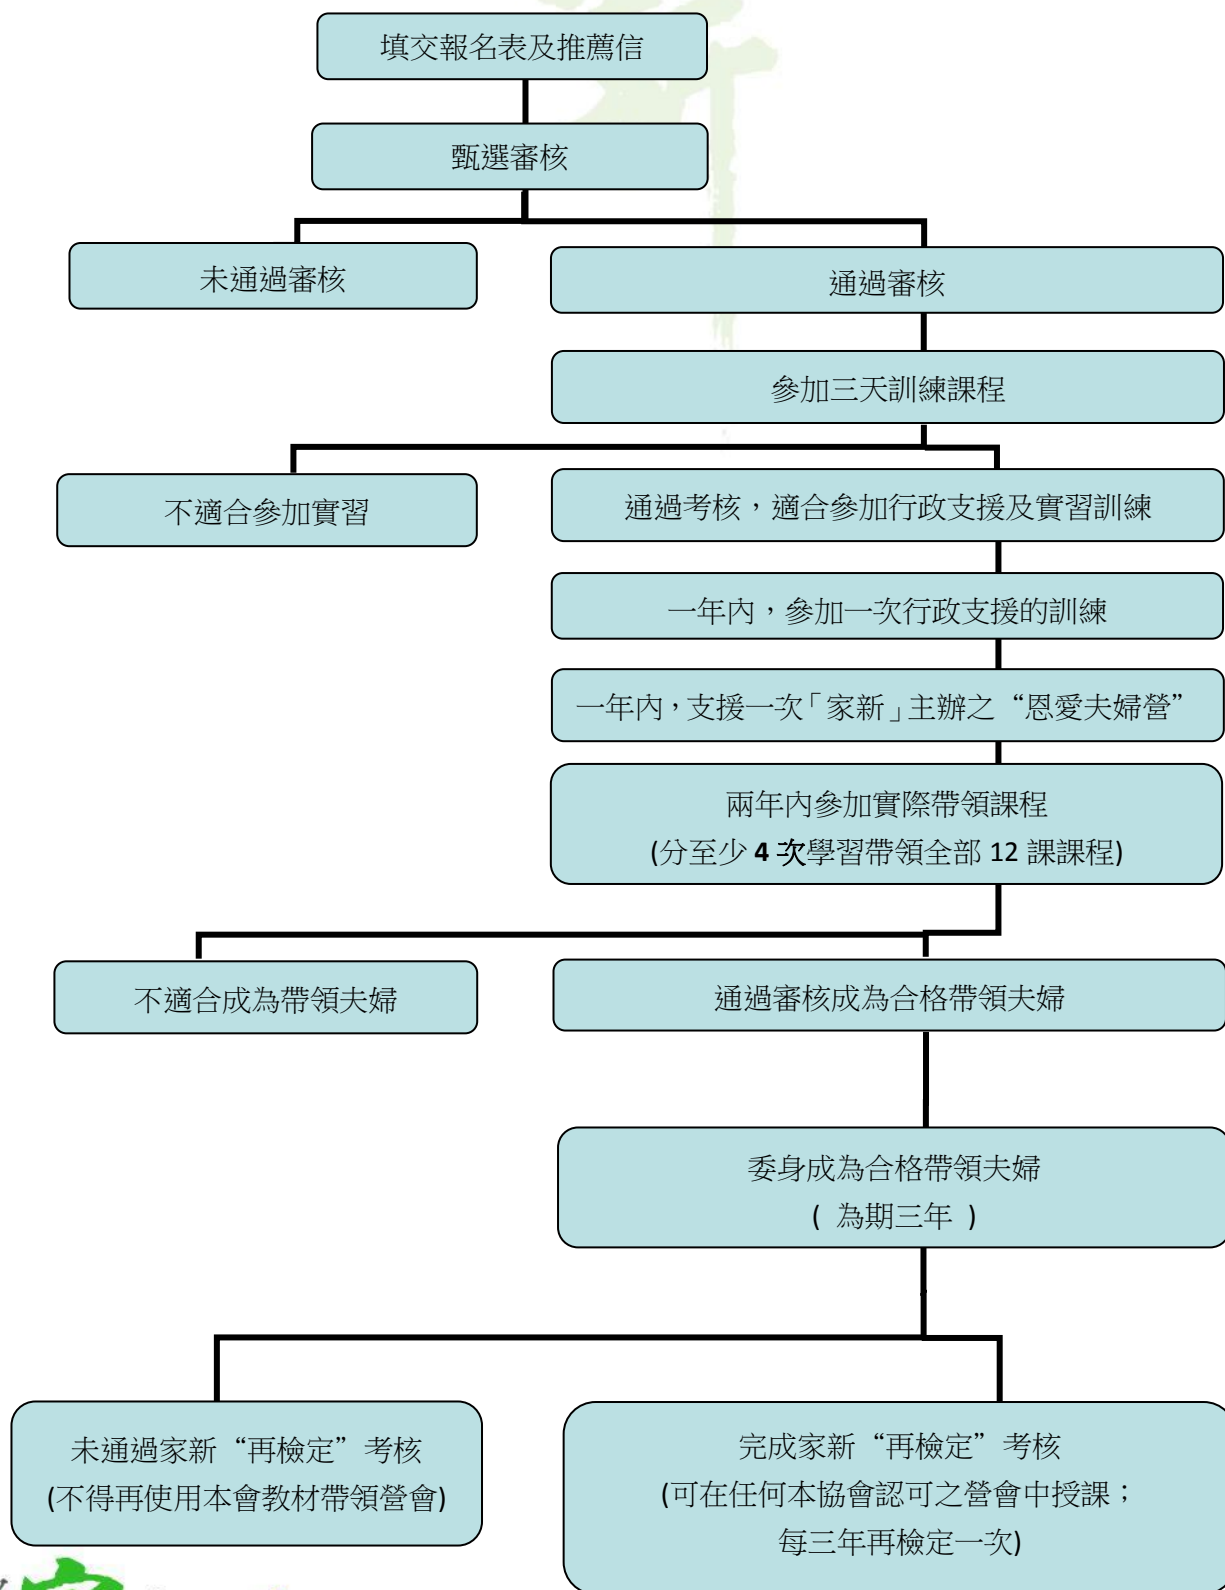 填交報名表及推薦信
甄選審核
未通過審核
通過審核
參加三天訓練課程
不適合參加實習
通過考核，適合參加行政支援及實習訓練
一年內，參加一次行政支援的訓練
一年內，支援一次「家新」主辦之“恩愛夫婦營”
兩年內參加實際帶領課程
(分至少 4 次學習帶領全部 12 課課程)
不適合成為帶領夫婦
通過審核成為合格帶領夫婦
委身成為合格帶領夫婦
( 為期三年 )
未通過家新“再檢定”考核
(不得再使用本會教材帶領營會)
完成家新“再檢定”考核
(可在任何本協會認可之營會中授課；
每三年再檢定一次)